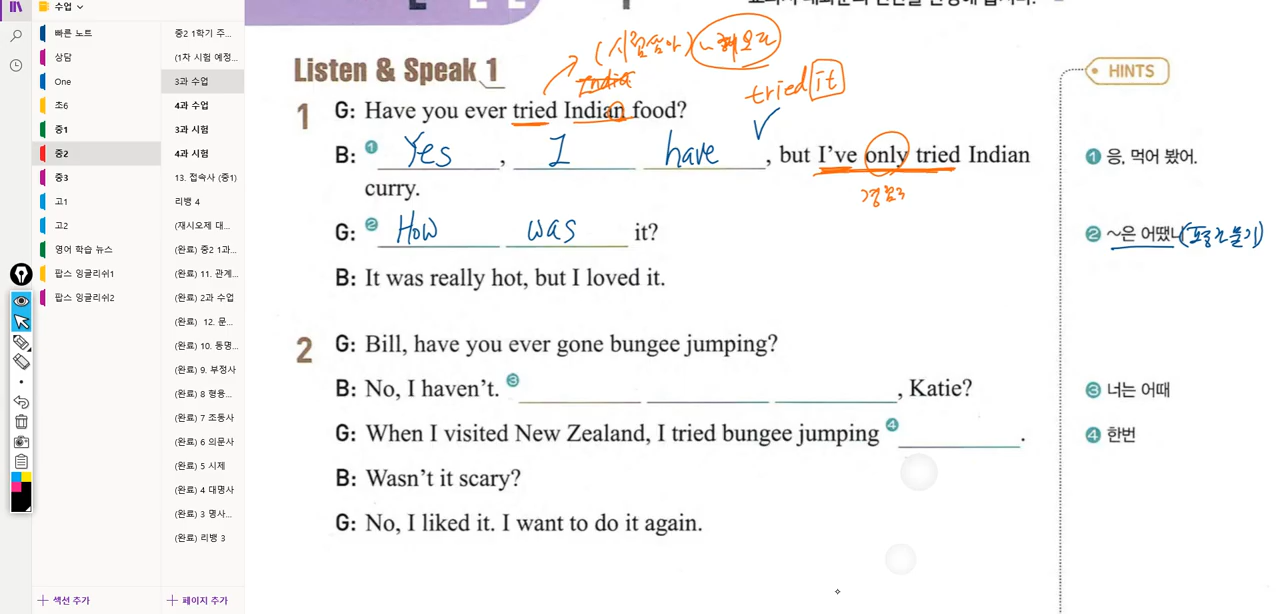 수업
빠른 노트
상담
One
초6
중1
중2
중3
고1
고2
영어 학습 뉴스
팝스 잉글리쉬1
팝스 잉글리쉬2
섹션 추가
중2 1학기 주...
(1차 시험 예정...
3과 수업
4과 수업
3과 시험
4과 시험
13. 접속사 (중1)
리뱅 4
(재시오제 대...
(완료) 중2 1과...
(완료) 11. 관계...
(완료) 2과 수업
(완료) 12. 문...
(완료) 10. 동명...
(완료) 9. 부정사
(완료) 8 형용...
(완료) 7 조동사
(완료) 6 의문사
(완료) 5 시제
(완료) 4 대명사
(완료) 3 명사...
(완료) 리뱅 3
페이지 추가
(시험삼아) ~해보다
Listen & Speak 1
India
tried it
1 G: Have you ever tried Indian food?
B: ① Yes, I have, but I've only tried Indian
curry.
G: ② How was it?
B: It was really hot, but I loved it.
2 G: Bill, have you ever gone bungee jumping?
B: No, I haven't. ③ , Katie?
G: When I visited New Zealand, I tried bungee jumping ④ .
B: Wasn't it scary?
G: No, I liked it. I want to do it again.
HINTS
① 응, 먹어 봤어.
② ~은 어땠니
③ 너는 어때
④ 한번